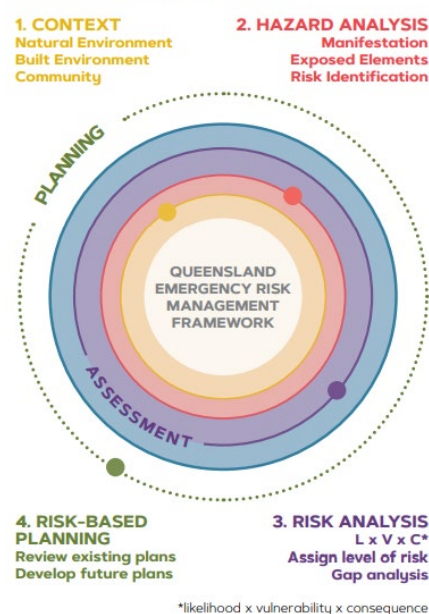 1. CONTEXT
Natural Environment
Built Environment
Community
2. HAZARD ANALYSIS
Manifestation
Exposed Elements
Risk Identification
PLANNING
QUEENSLAND
EMERGENCY RISK
MANAGEMENT
FRAMEWORK
ASSESSMENT
4. RISK-BASED
PLANNING
Review existing plans
Develop future plans
3. RISK ANALYSIS
L x V x C*
Assign level of risk
Gap analysis
*likelihood x vulnerability x consequence